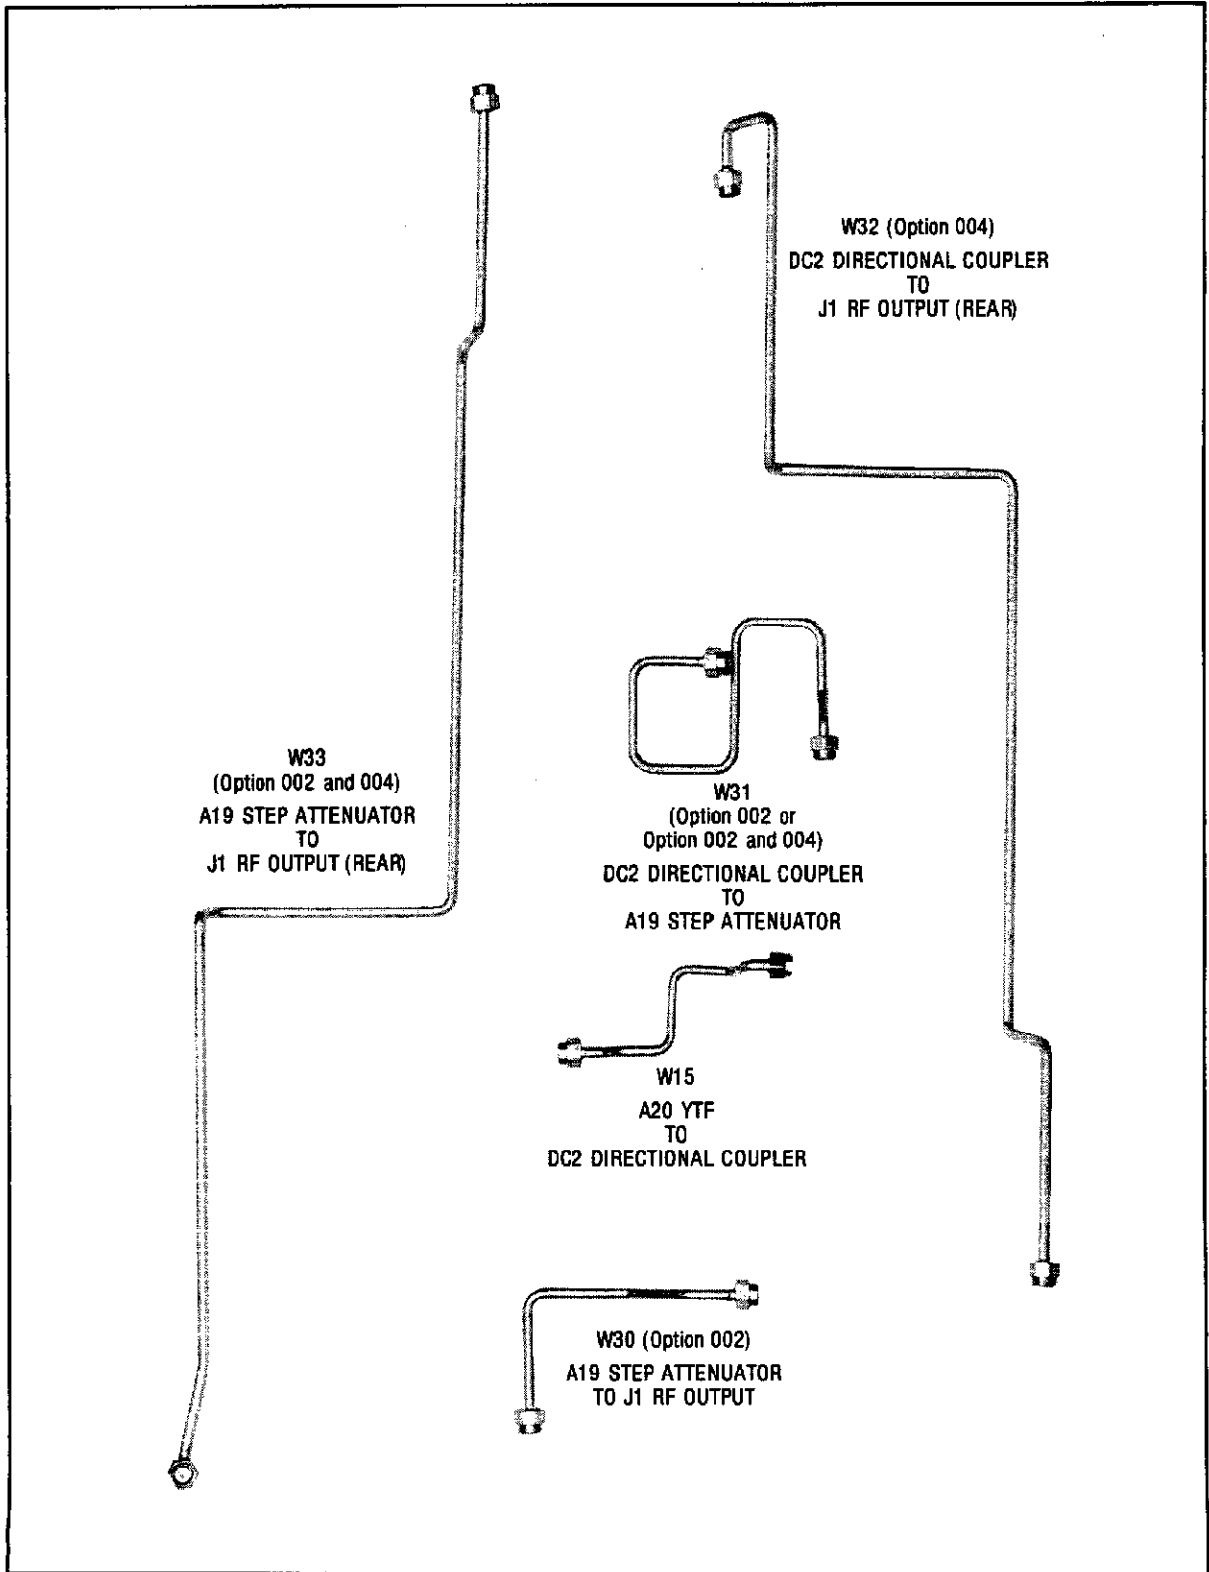 W32 (Option 004)
DC2 DIRECTIONAL COUPLER
TO
J1 RF OUTPUT (REAR)
W33
(Option 002 and 004)
A19 STEP ATTENUATOR
TO
J1 RF OUTPUT (REAR)
W31
(Option 002 or
Option 002 and 004)
DC2 DIRECTIONAL COUPLER
TO
A19 STEP ATTENUATOR
W15
A20 YTF
TO
DC2 DIRECTIONAL COUPLER
W30 (Option 002)
A19 STEP ATTENUATOR
TO J1 RF OUTPUT